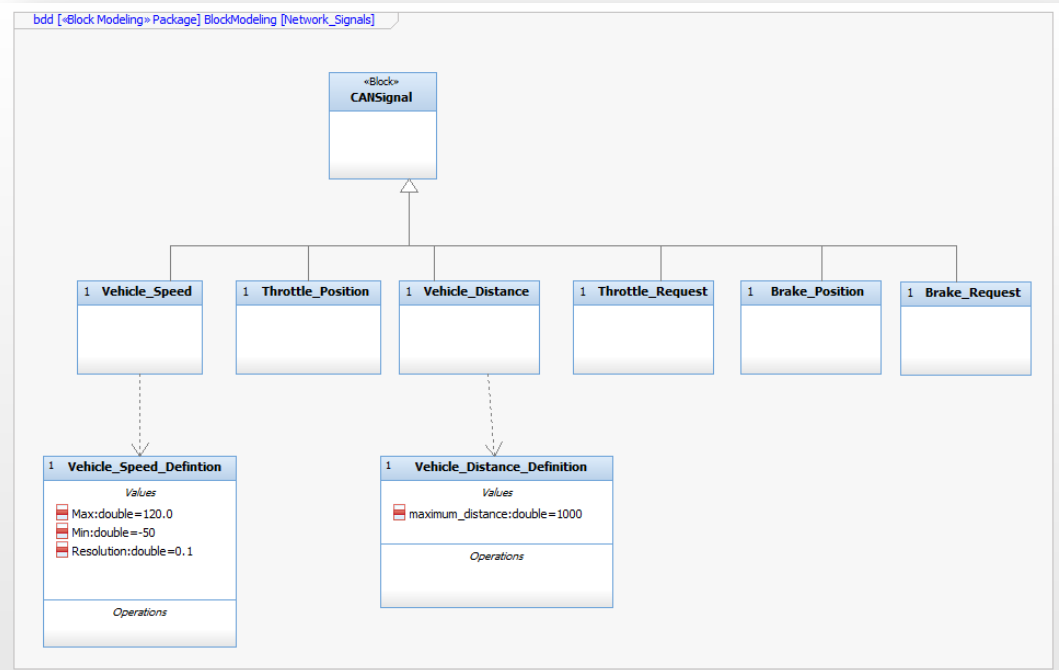 bdd [«Block Modeling» Package] BlockModeling [Network_Signals]
«Block»
CANSignal
1 Vehicle_Speed
1 Throttle_Position
1 Vehicle_Distance
1 Throttle_Request
1 Brake_Position
1 Brake_Request
1 Vehicle_Speed_Defintion
Values
Max:double=120.0
Min:double=-50
Resolution:double=0.1
Operations
1 Vehicle_Distance_Definition
Values
maximum_distance:double=1000
Operations